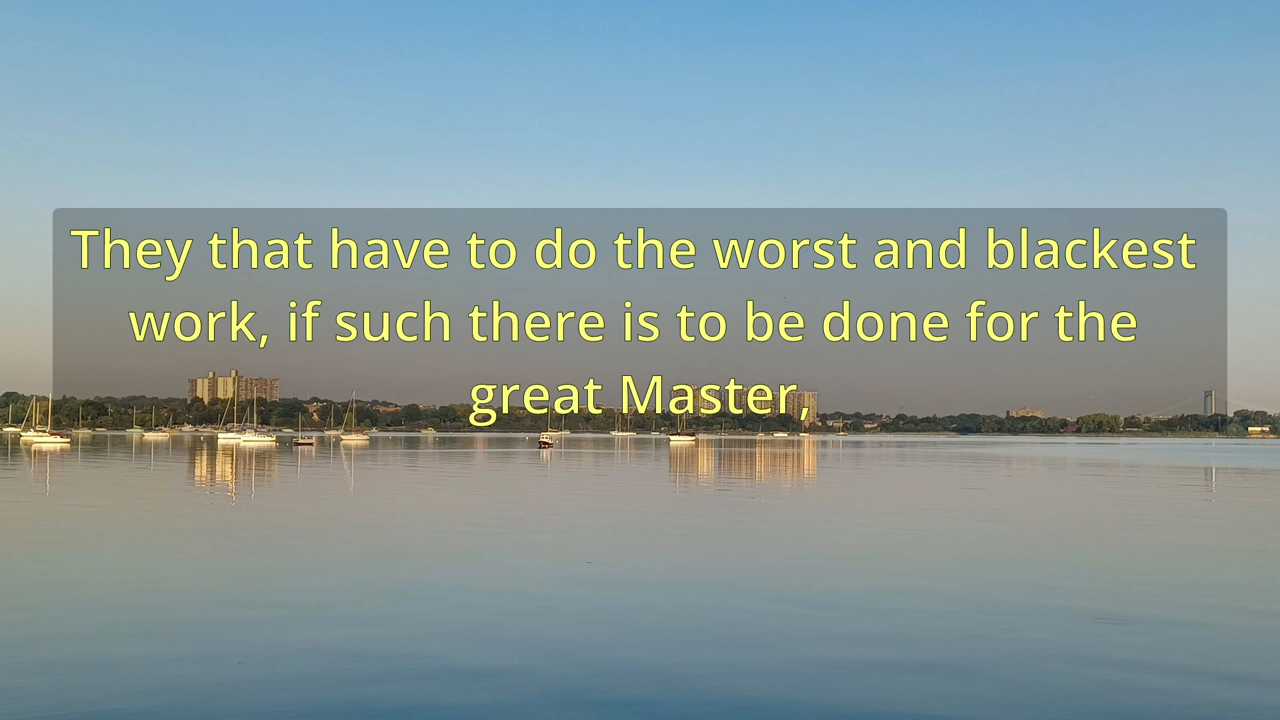 They that have to do the worst and blackest
work, if such there is to be done for the
great Master,